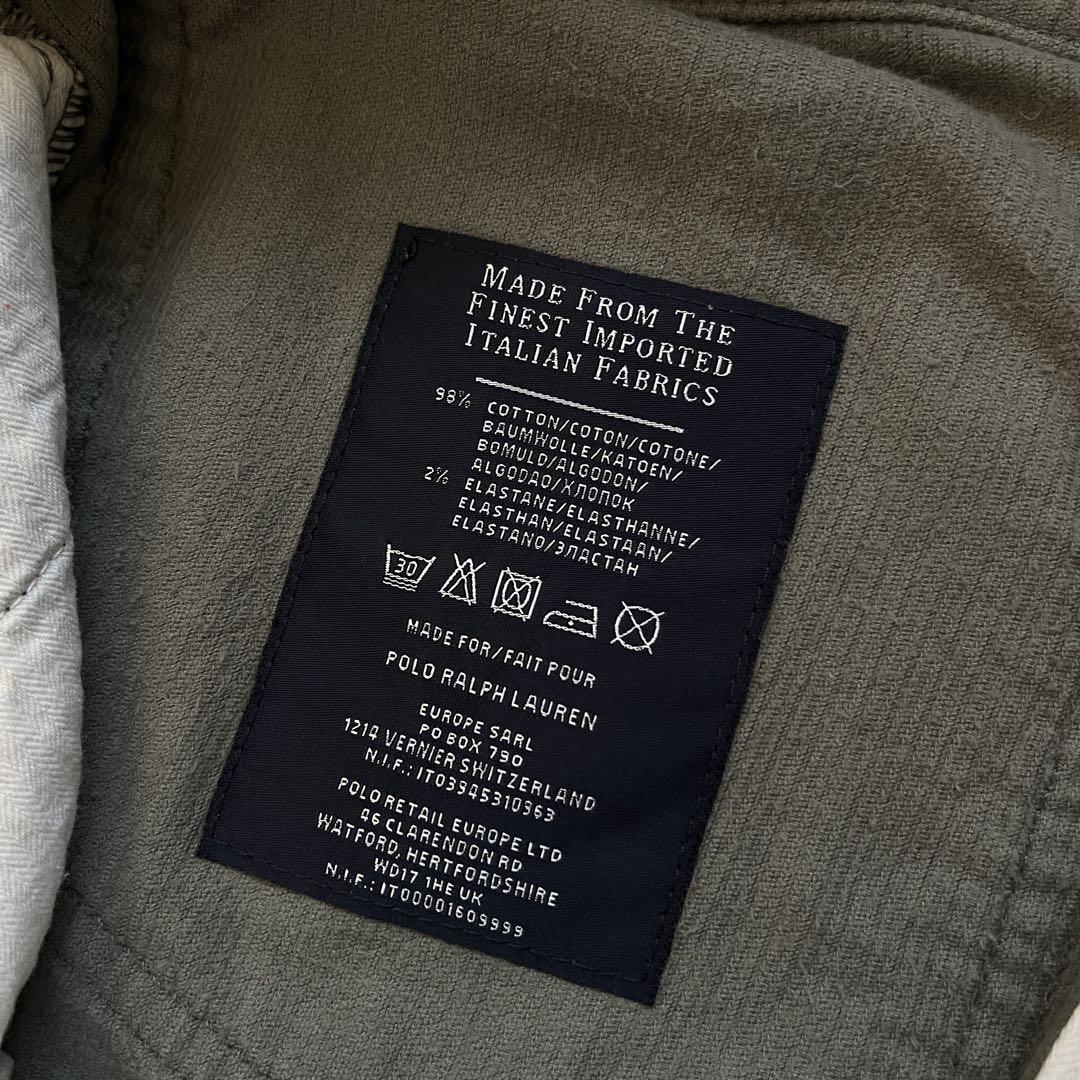 MADE FROM THE
FINEST IMPORTED
ITALIAN FABRICS
98% COTTON/COTON/COTONE/
BAUMWOLLE/KATOEN/
BOMULD/ALGODON/
ALGODAO/ХЛОПОК
2% ELASTANE/ELASTHANNE/
ELASTHAN/ELASTAAN/
ELASTANO/ЭЛАСТАН
30
MADE FOR/FAIT POUR
POLO RALPH LAUREN
EUROPE SARL
PO BOX 790
1214 VERNIER SWITZERLAND
N.I.F.: IT03945310963
POLO RETAIL EUROPE LTD
46 CLARENDON RD
WATFORD, HERTFORDSHIRE
WD17 1HE UK
N.I.F.: IT00001609999